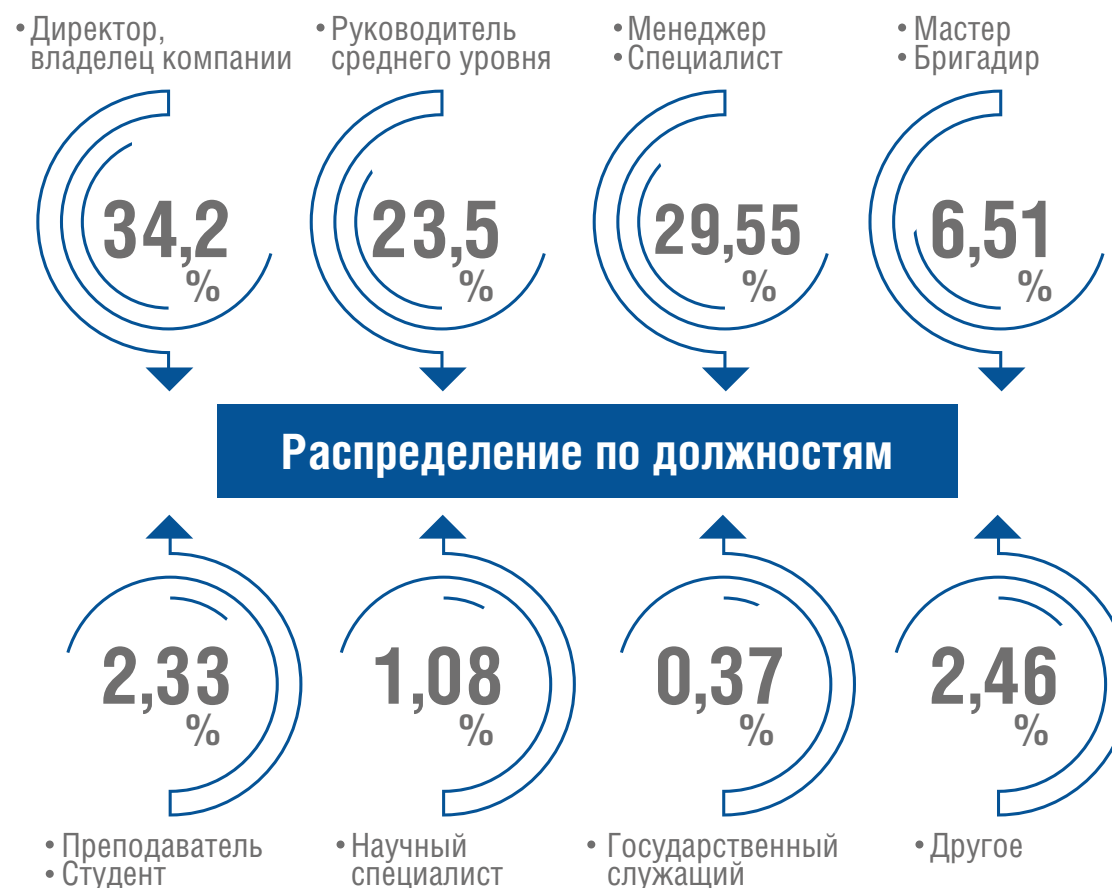 • Директор,
владелец компании
• Руководитель
среднего уровня
• Менеджер
• Специалист
• Мастер
• Бригадир
34,2
%
23,5
%
29,55
%
6,51
%
Распределение по должностям
2,33
%
1,08
%
0,37
%
2,46
%
• Преподаватель
• Студент
• Научный
специалист
• Государственный
служащий
• Другое